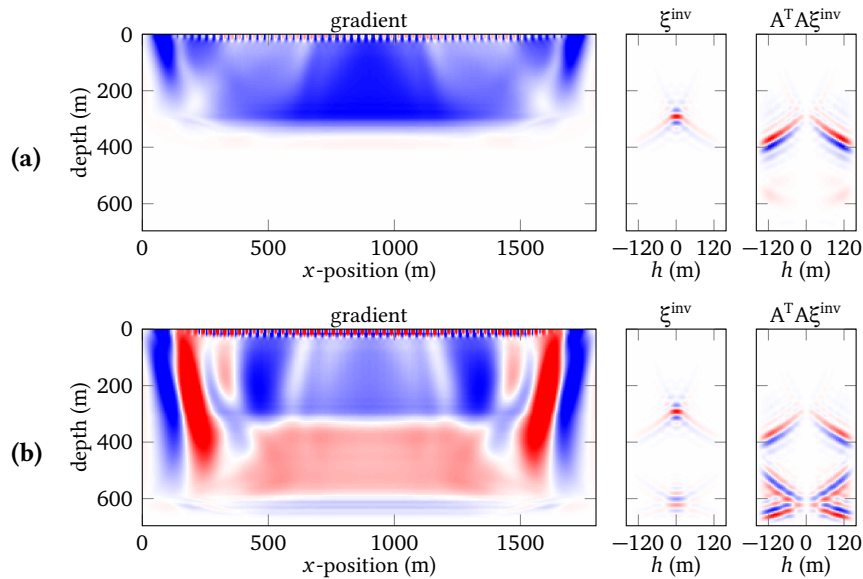 gradient ξ^inv A^T Aξ^inv
0
200
400
600
depth (m)
(a)
0 500 1000 1500 −120 0 120 −120 0 120
x-position (m) h (m) h (m)
gradient ξ^inv A^T Aξ^inv
0
200
400
600
depth (m)
(b)
0 500 1000 1500 −120 0 120 −120 0 120
x-position (m) h (m) h (m)